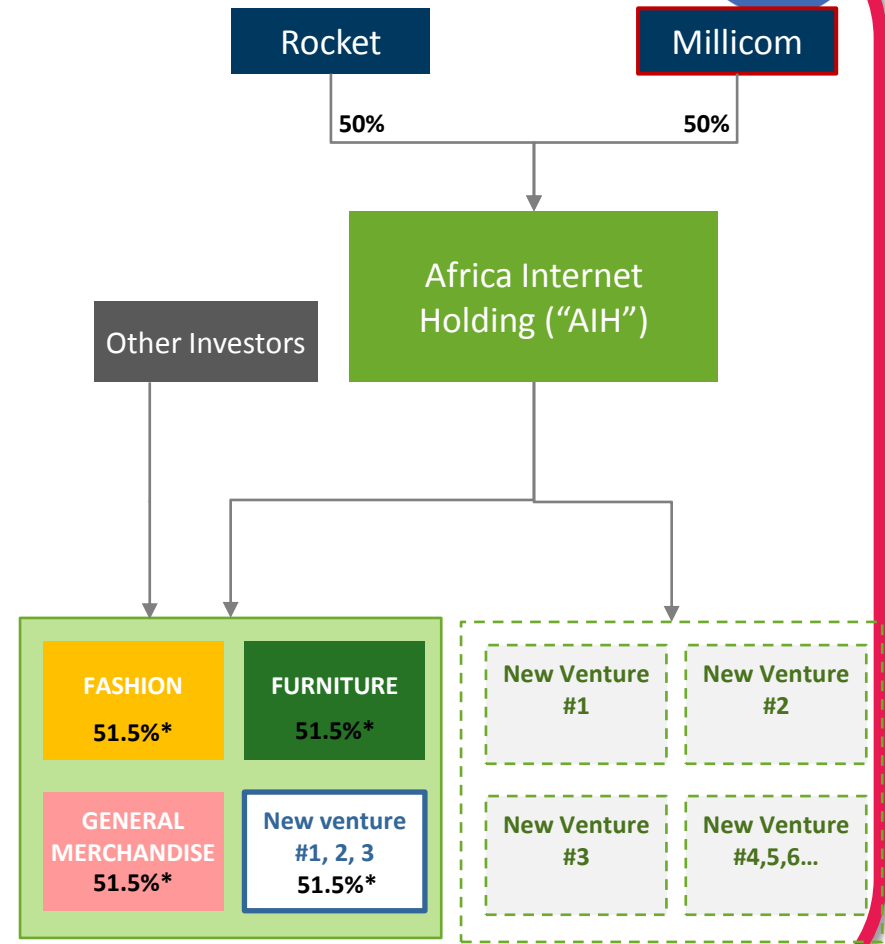 Rocket
Millicom
50%
50%
Africa Internet
Holding (“AIH”)
Other Investors
FASHION
51.5%*
FURNITURE
51.5%*
GENERAL
MERCHANDISE
51.5%*
New venture
#1, 2, 3
51.5%*
New Venture
#1
New Venture
#2
New Venture
#3
New Venture
#4,5,6...